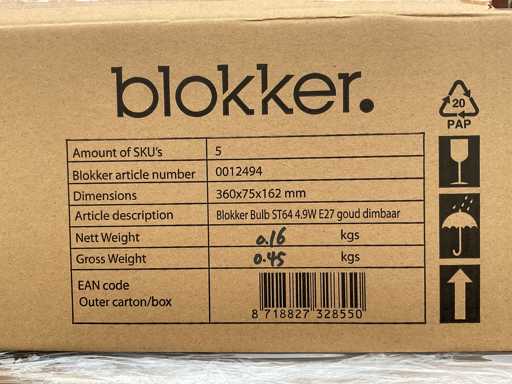 blokker.
20
PAP
Amount of SKU's 5
Blokker article number 0012494
Dimensions 360x75x162 mm
Article description Blokker Bulb ST64 4.9W E27 goud dimbaar
Nett Weight 0.16 kgs
Gross Weight 0.45 kgs
EAN code
Outer carton/box
8 718827 328550